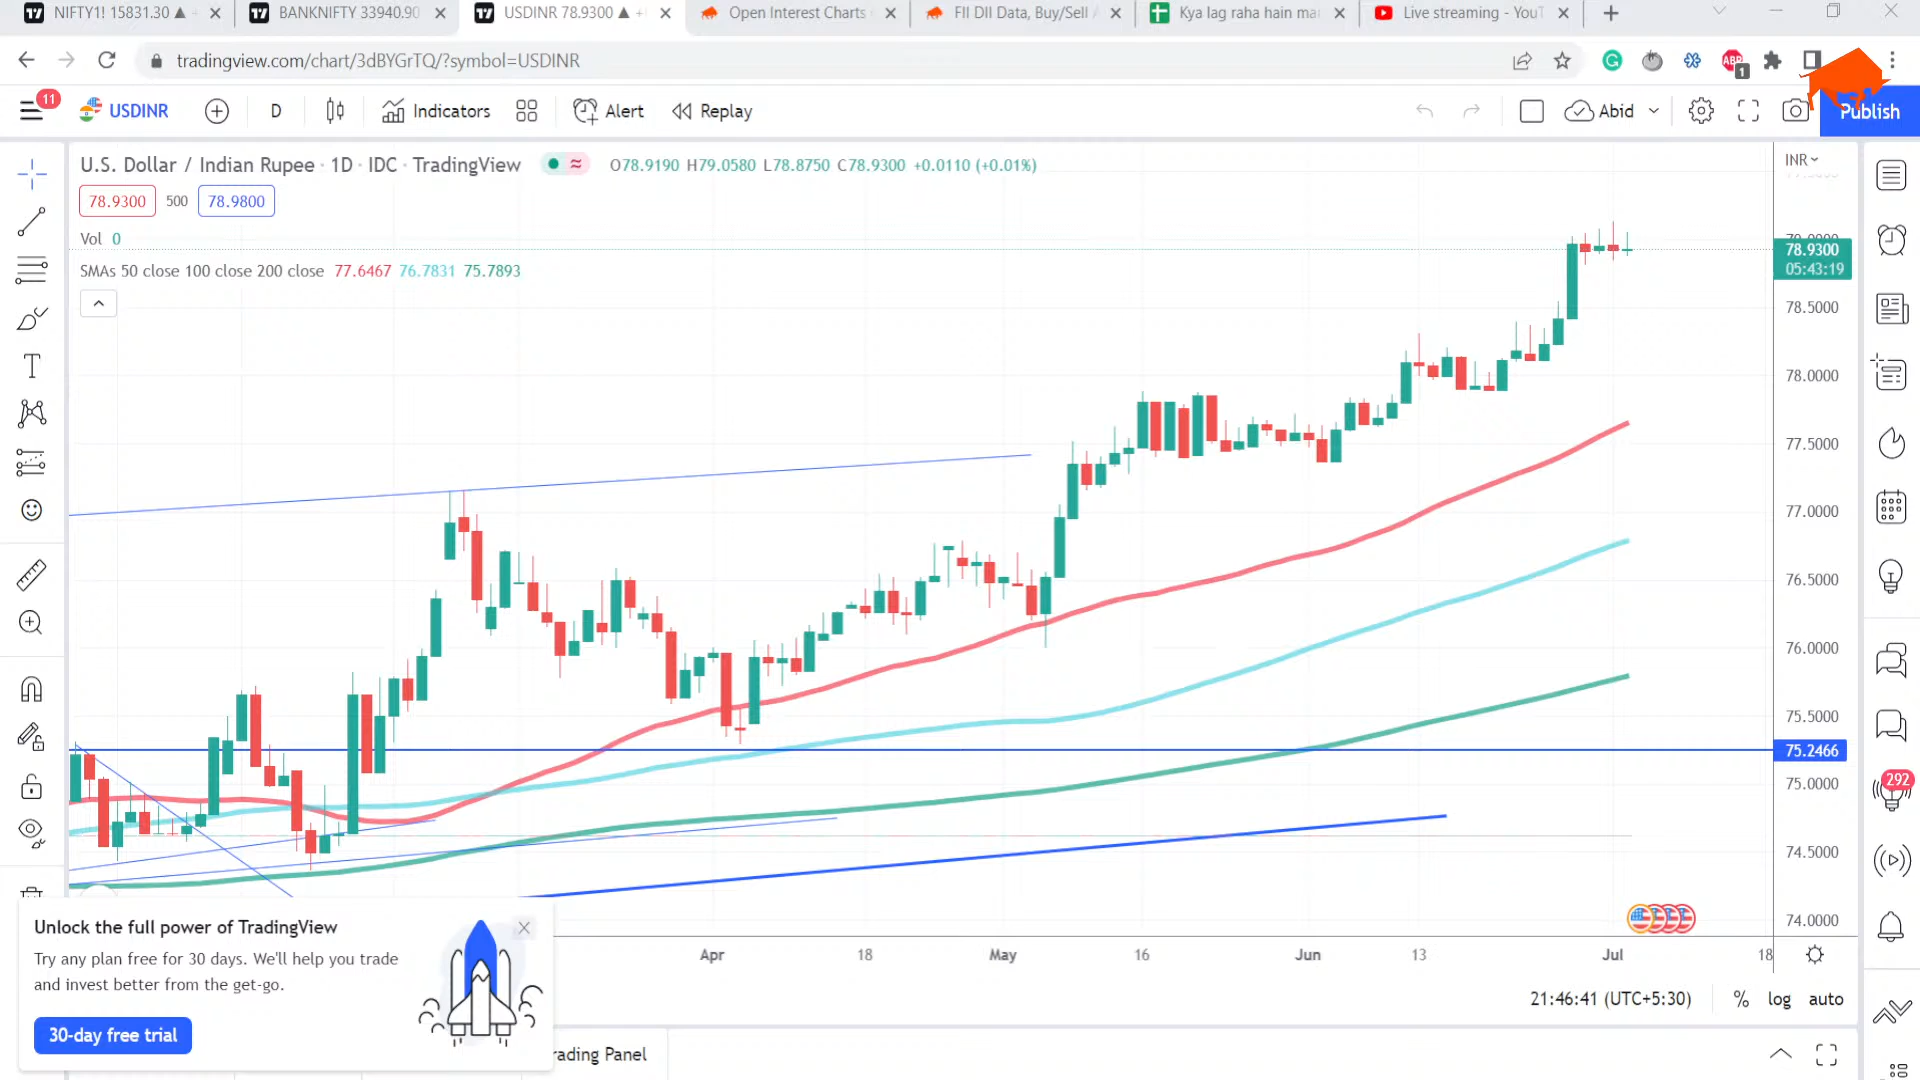 NIFTY1! 15831.30 ▲
BANKNIFTY 33940.90
USDINR 78.9300 ▲ +
Open Interest Charts
FII DII Data, Buy/Sell
Kya lag raha hain
Live streaming - YouT
tradingview.com/chart/3dBYGrTQ/?symbol=USDINR
ABP
1
11
USDINR
D
Indicators
Alert
Replay
Abid
Publish
U.S. Dollar / Indian Rupee · 1D · IDC · TradingView
O78.9190 H79.0580 L78.8750 C78.9300 +0.0110 (+0.01%)
INR
78.9300
500
78.9800
Vol 0
SMAs 50 close 100 close 200 close 77.6467 76.7831 75.7893
78.9300
05:43:19
78.5000
78.0000
77.5000
77.0000
76.5000
76.0000
75.5000
75.2466
75.0000
74.5000
74.0000
292
Apr
18
May
16
Jun
13
Jul
18
Unlock the full power of TradingView
Try any plan free for 30 days. We'll help you trade
and invest better from the get-go.
30-day free trial
21:46:41 (UTC+5:30)
%
log
auto
rading Panel